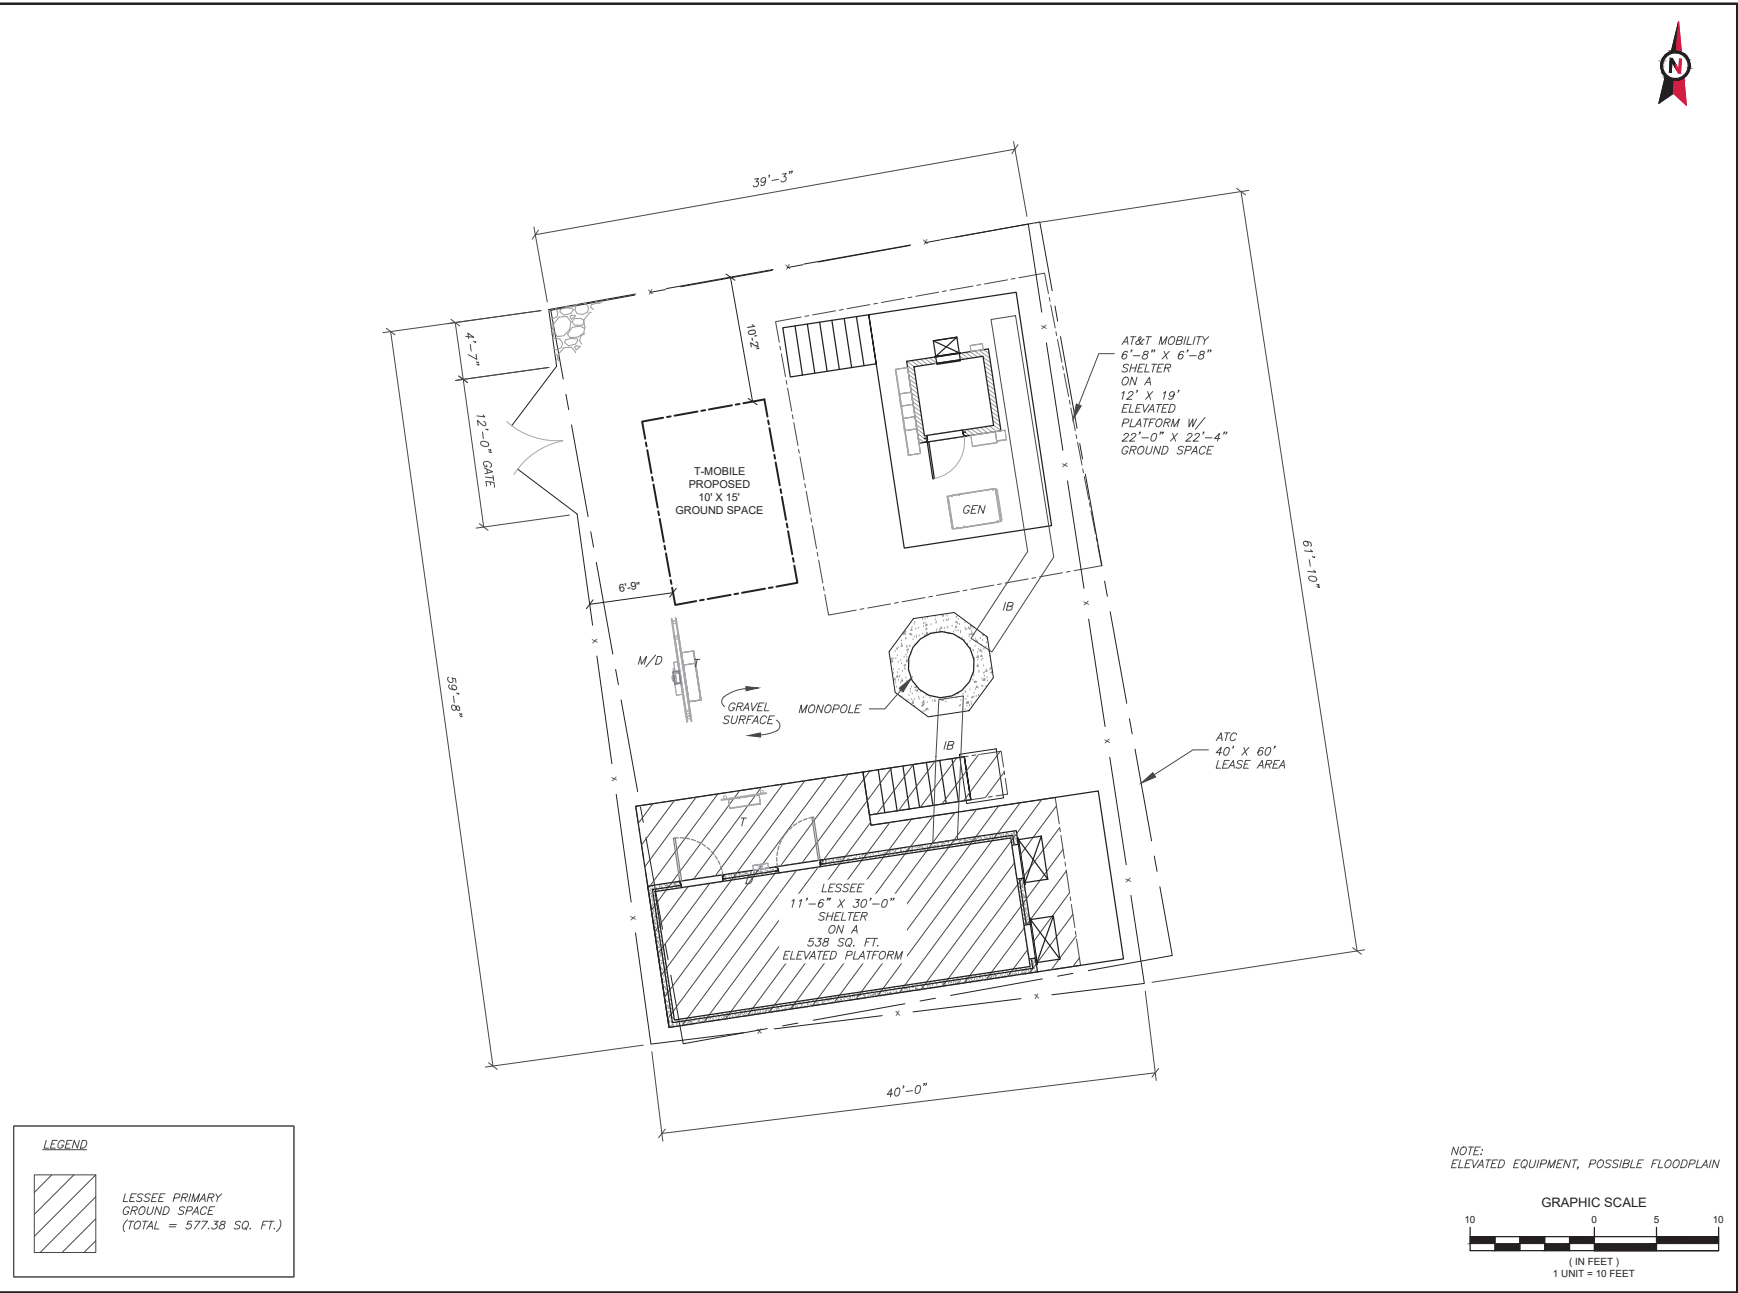 N
39'-3"
4'-7"
12'-0" GATE
10'-2"
AT&T MOBILITY
6'-8" X 6'-8"
SHELTER
ON A
12' X 19'
ELEVATED
PLATFORM W/
22'-0" X 22'-4"
GROUND SPACE
T-MOBILE
PROPOSED
10' X 15'
GROUND SPACE
GEN
61'-10"
6'-9"
IB
M/D
T
59'-8"
GRAVEL
SURFACE
MONOPOLE
IB
ATC
40' X 60'
LEASE AREA
T
D
LESSEE
11'-6" X 30'-0"
SHELTER
ON A
538 SQ. FT.
ELEVATED PLATFORM
40'-0"
LEGEND
LESSEE PRIMARY
GROUND SPACE
(TOTAL = 577.38 SQ. FT.)
NOTE:
ELEVATED EQUIPMENT, POSSIBLE FLOODPLAIN
GRAPHIC SCALE
10 0 5 10
( IN FEET )
1 UNIT = 10 FEET